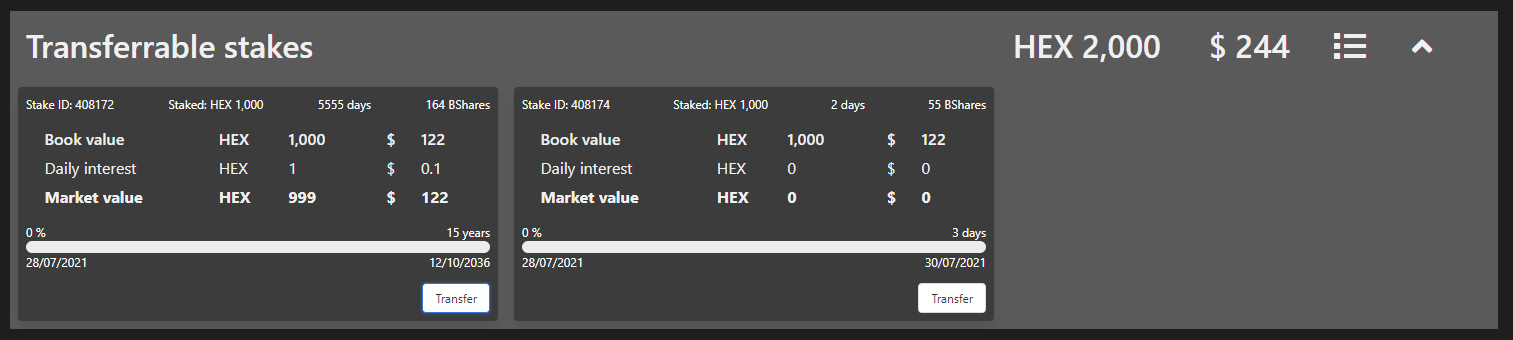 Transferrable stakes HEX 2,000 $ 244
Stake ID: 408172 Staked: HEX 1,000 5555 days 164 BShares
Book value HEX 1,000 $ 122
Daily interest HEX 1 $ 0.1
Market value HEX 999 $ 122
0 % 15 years
28/07/2021 12/10/2036
Transfer
Stake ID: 408174 Staked: HEX 1,000 2 days 55 BShares
Book value HEX 1,000 $ 122
Daily interest HEX 0 $ 0
Market value HEX 0 $ 0
0 % 3 days
28/07/2021 30/07/2021
Transfer